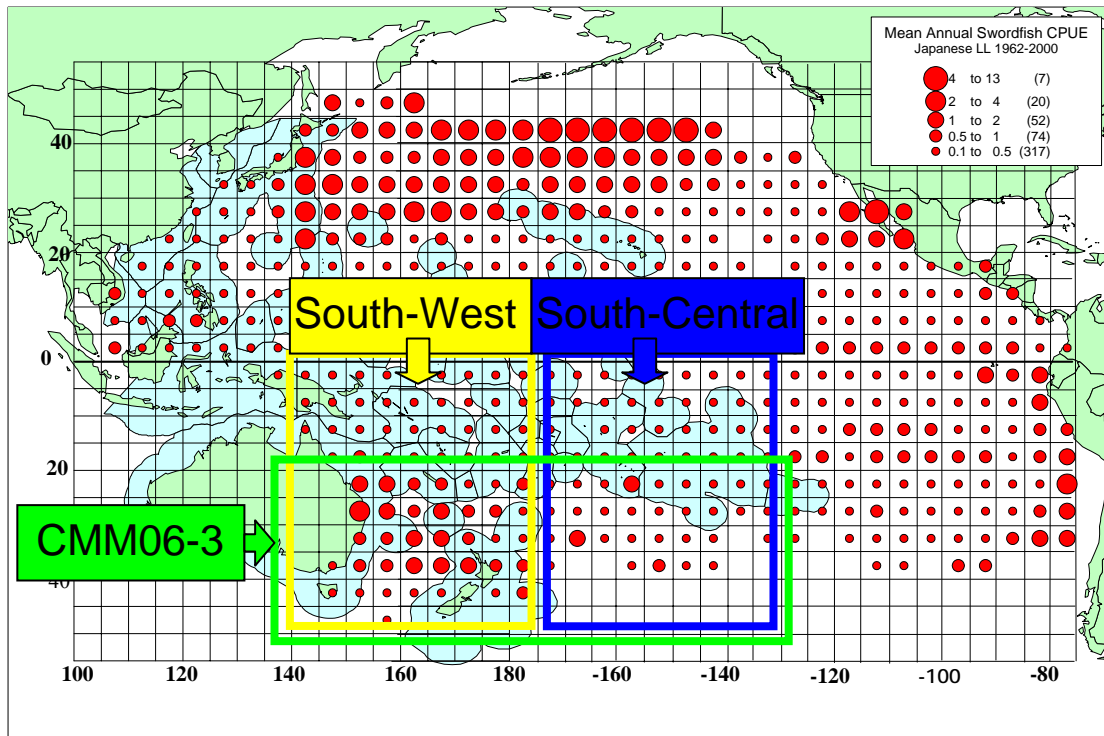 Mean Annual Swordfish CPUE
Japanese LL 1962-2000
4 to 13 (7)
2 to 4 (20)
1 to 2 (52)
0.5 to 1 (74)
0.1 to 0.5 (317)
40
20
South-West
South-Central
0
20
CMM06-3
40
100
120
140
160
180
-160
-140
-120
-100
-80